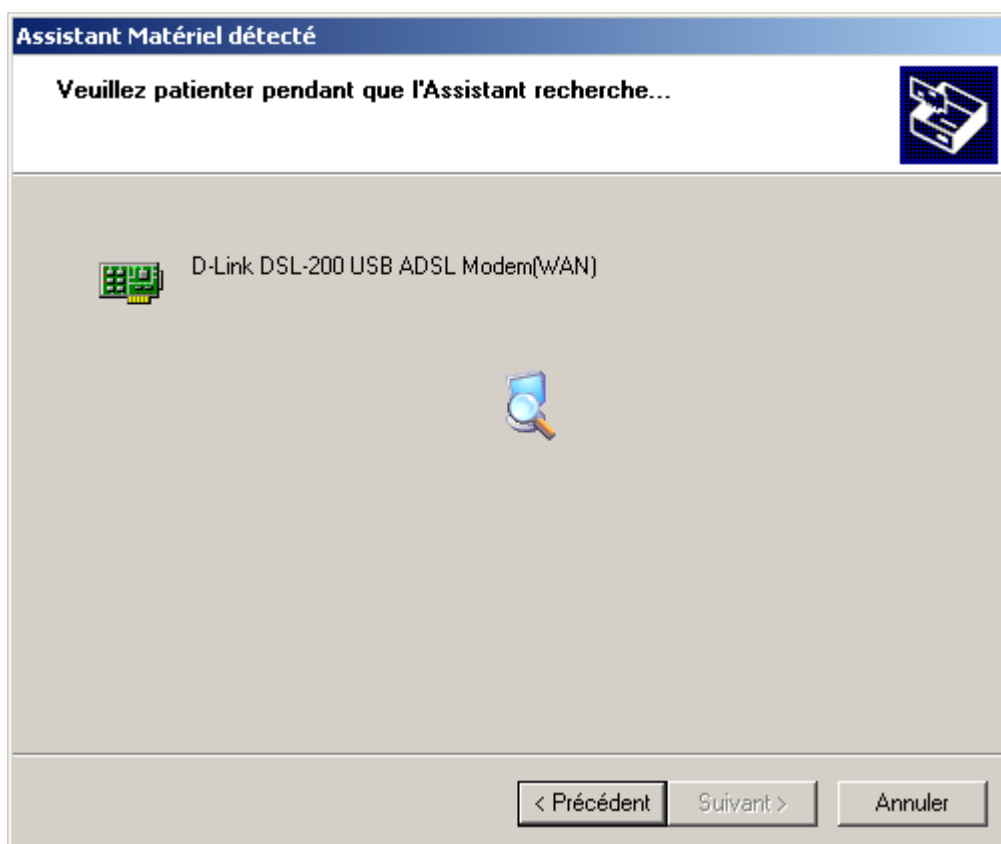 Assistant Matériel détecté
Veuillez patienter pendant que l'Assistant recherche...
D-Link DSL-200 USB ADSL Modem(WAN)
< Précédent
Suivant >
Annuler